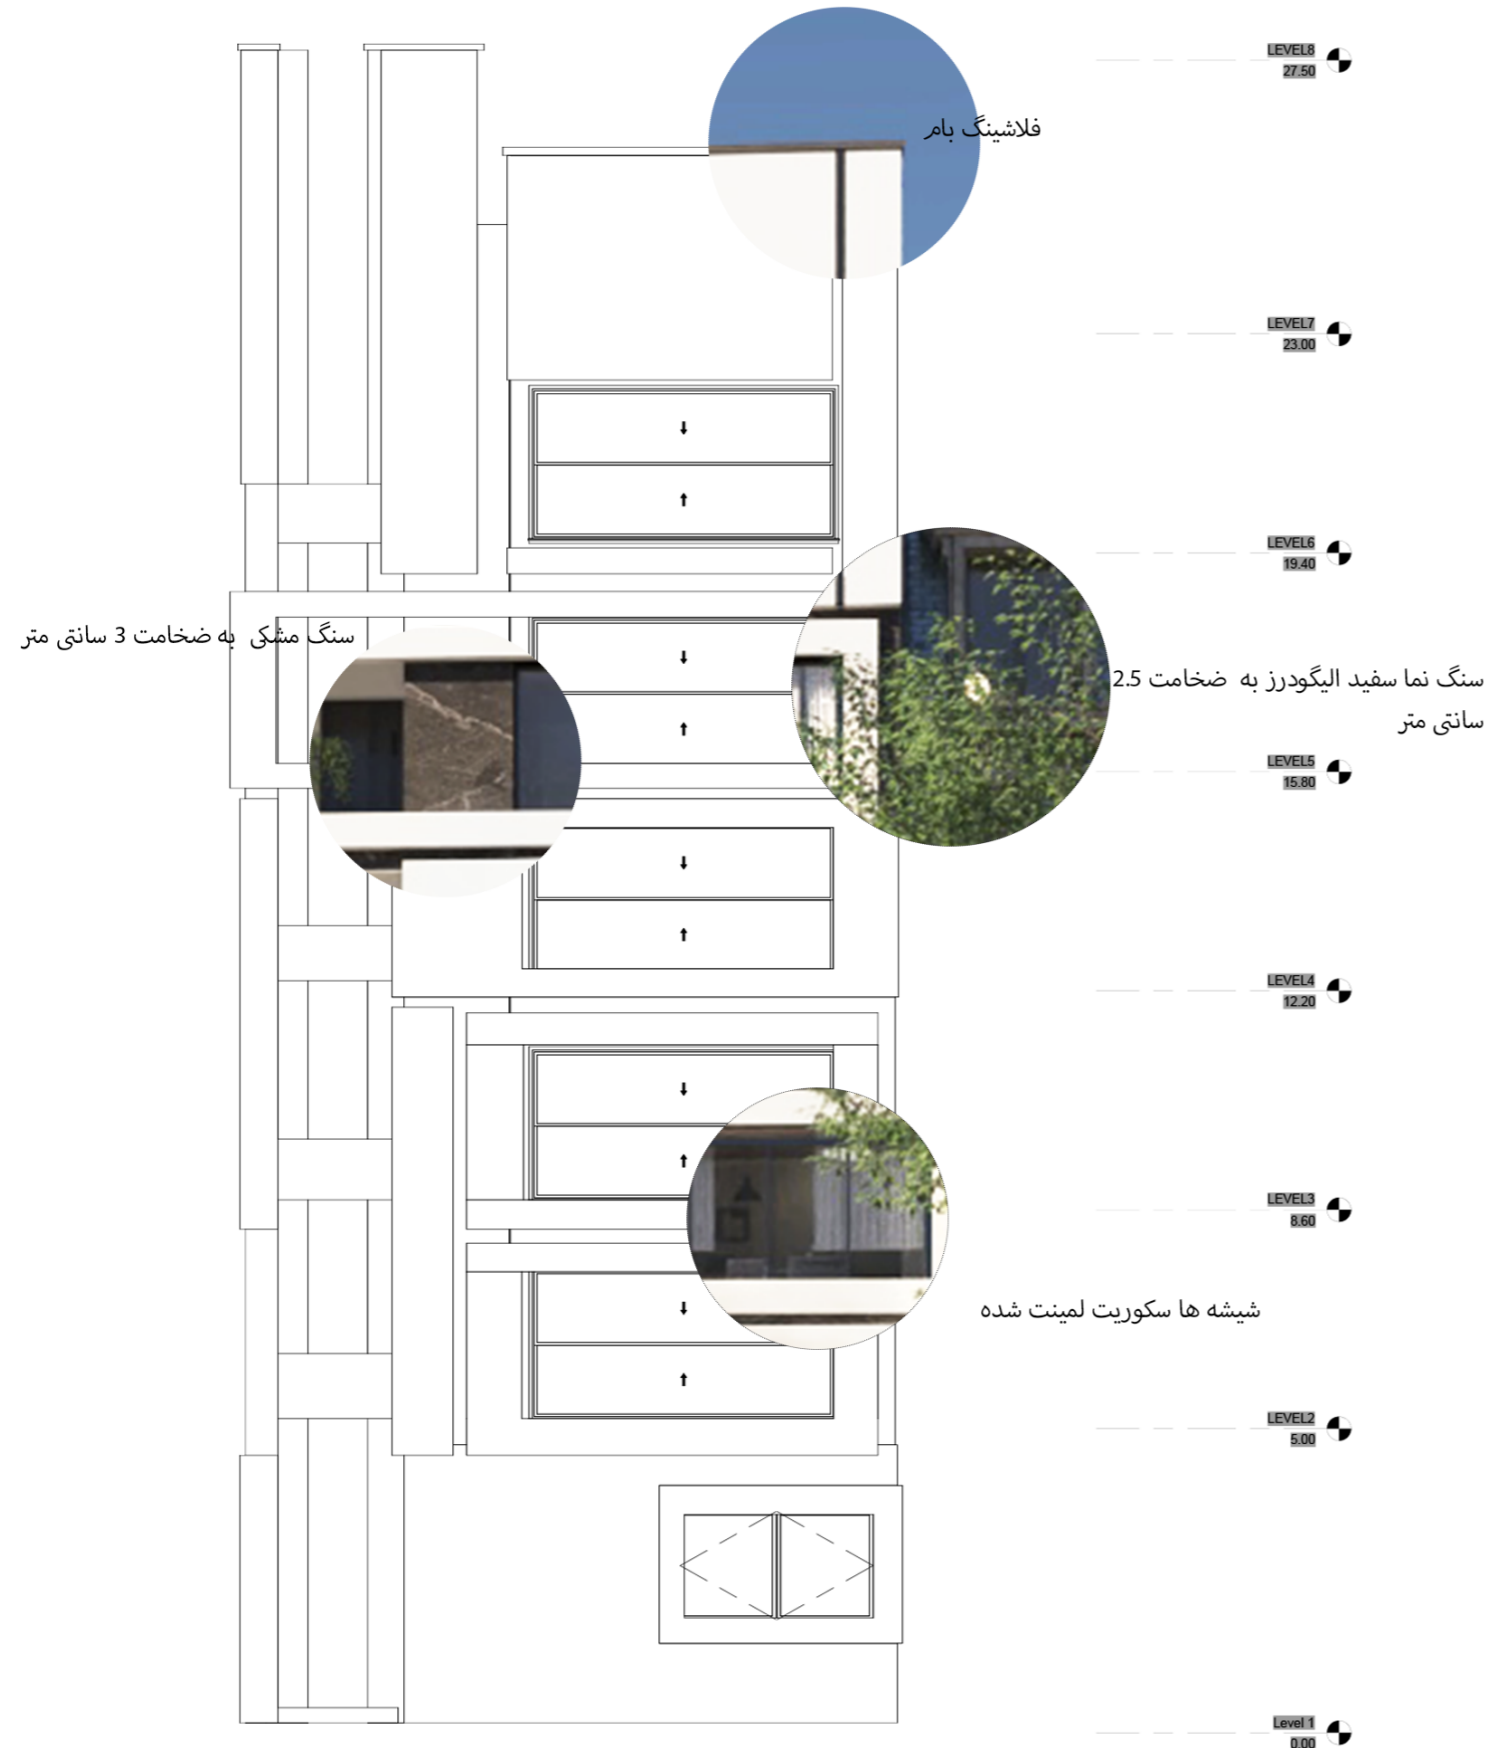 LEVEL8
27.50
فلاشینگ بام
LEVEL7
23.00
LEVEL6
19.40
سنگ مشکی به ضخامت 3 سانتی متر
سنگ نما سفید الیگودرز به ضخامت 2.5
سانتی متر
LEVEL5
15.80
LEVEL4
12.20
LEVEL3
8.60
شیشه ها سکوریت لمینت شده
LEVEL2
5.00
Level 1
0.00